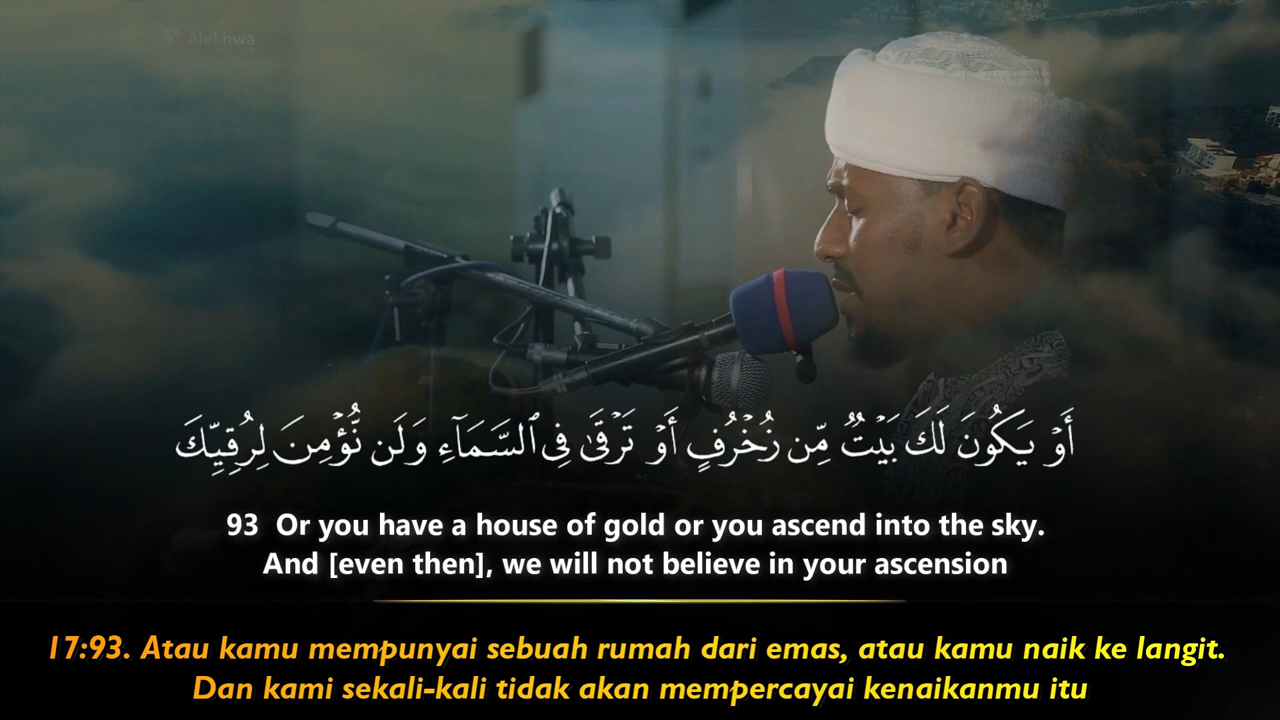 Alekhwa
أَوْ يَكُونَ لَكَ بَيْتٌ مِّن زُخْرُفٍ أَوْ تَرْقَىٰ فِى ٱلسَّمَآءِ وَلَن نُّؤْمِنَ لِرُقِيِّكَ
93 Or you have a house of gold or you ascend into the sky.
And [even then], we will not believe in your ascension
17:93. Atau kamu mempunyai sebuah rumah dari emas, atau kamu naik ke langit.
Dan kami sekali-kali tidak akan mempercayai kenaikanmu itu